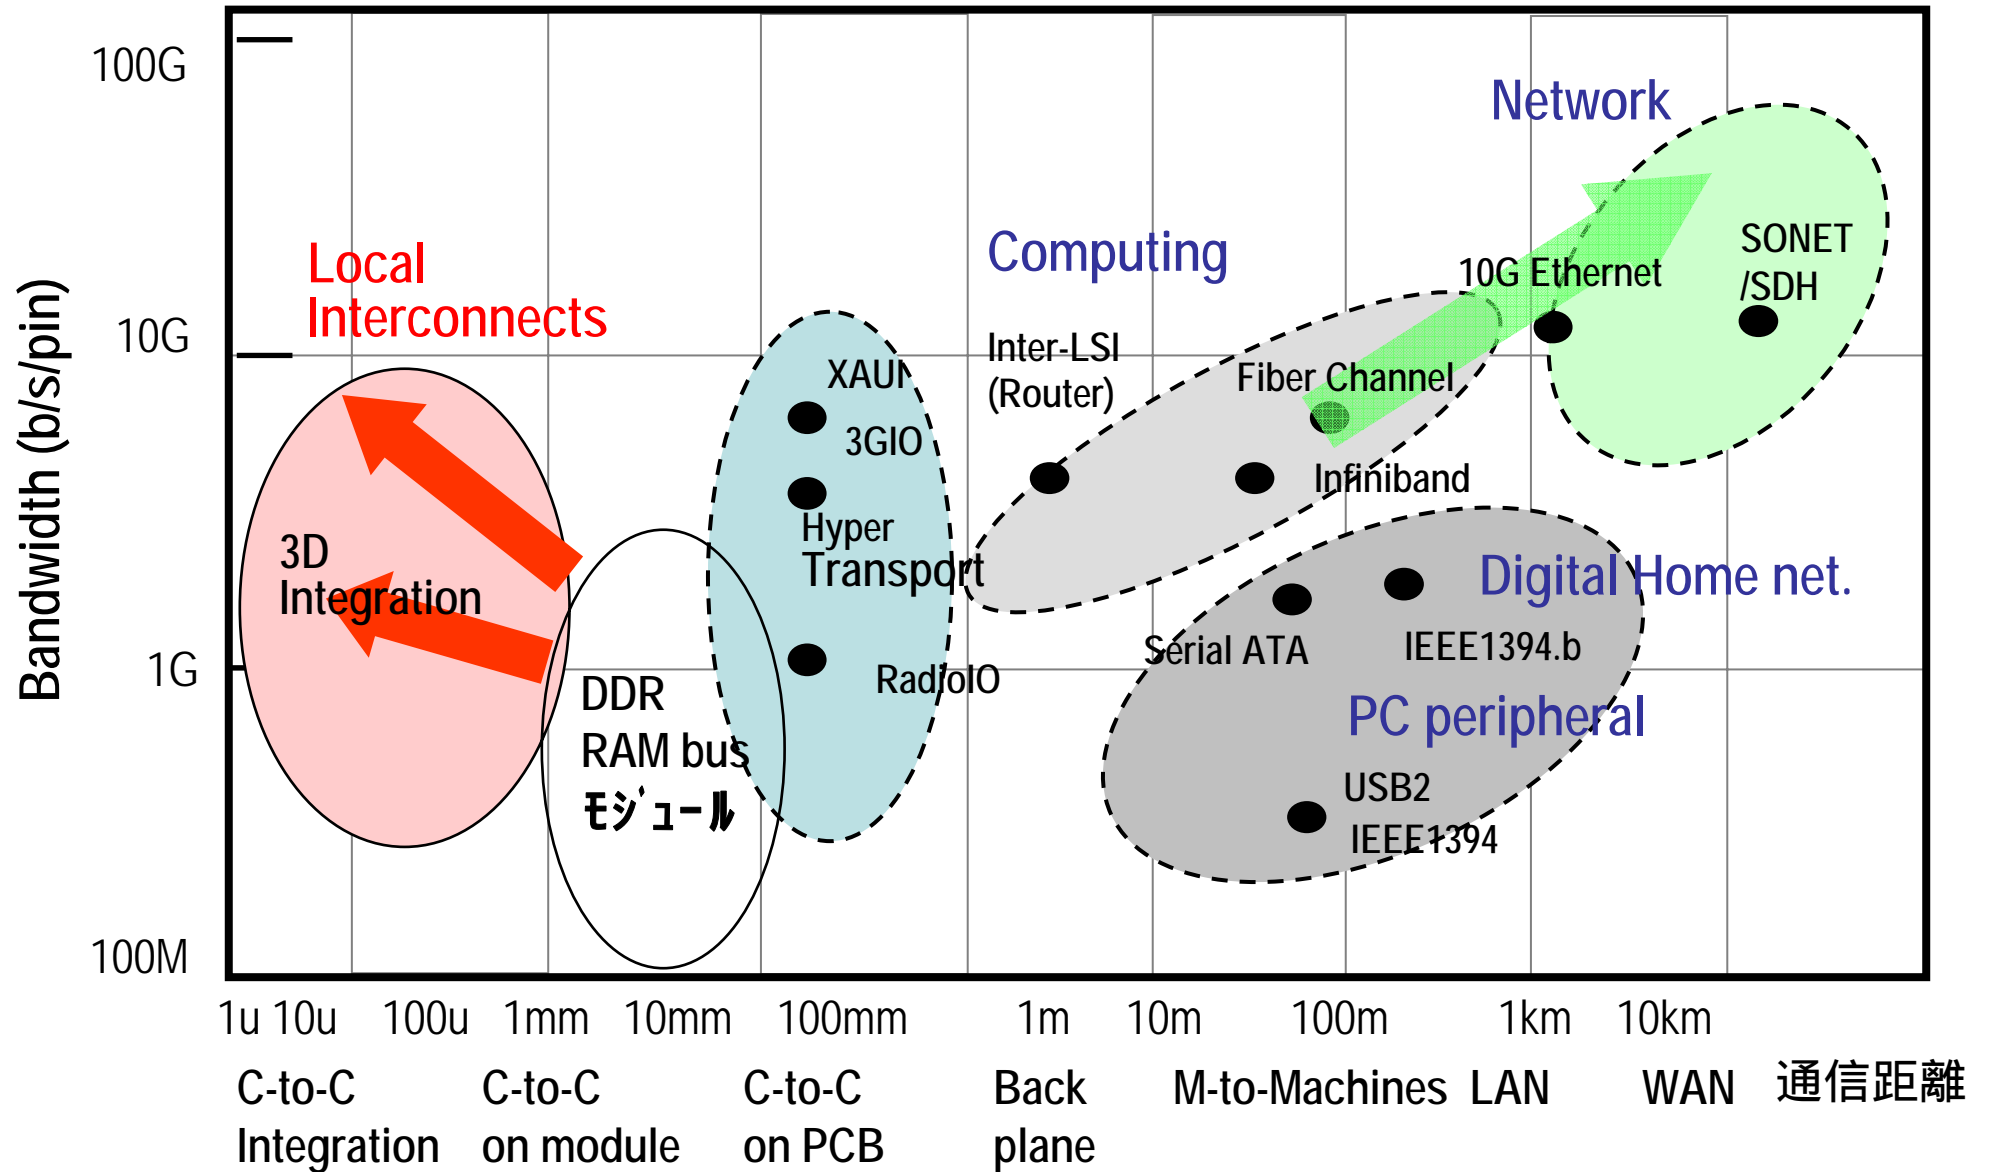 100G
10G
1G
100M
Bandwidth (b/s/pin)
Local
Interconnects
3D
Integration
DDR
RAM bus
モジュール
XAUI
3GIO
Hyper
Transport
RadioIO
Computing
Inter-LSI
(Router)
Fiber Channel
Infiniband
Network
10G Ethernet
SONET
/SDH
Digital Home net.
Serial ATA
IEEE1394.b
PC peripheral
USB2
IEEE1394
1u 10u 100u 1mm 10mm 100mm 1m 10m 100m 1km 10km
C-to-C
Integration
C-to-C
on module
C-to-C
on PCB
Back
plane
M-to-Machines
LAN
WAN
通信距離